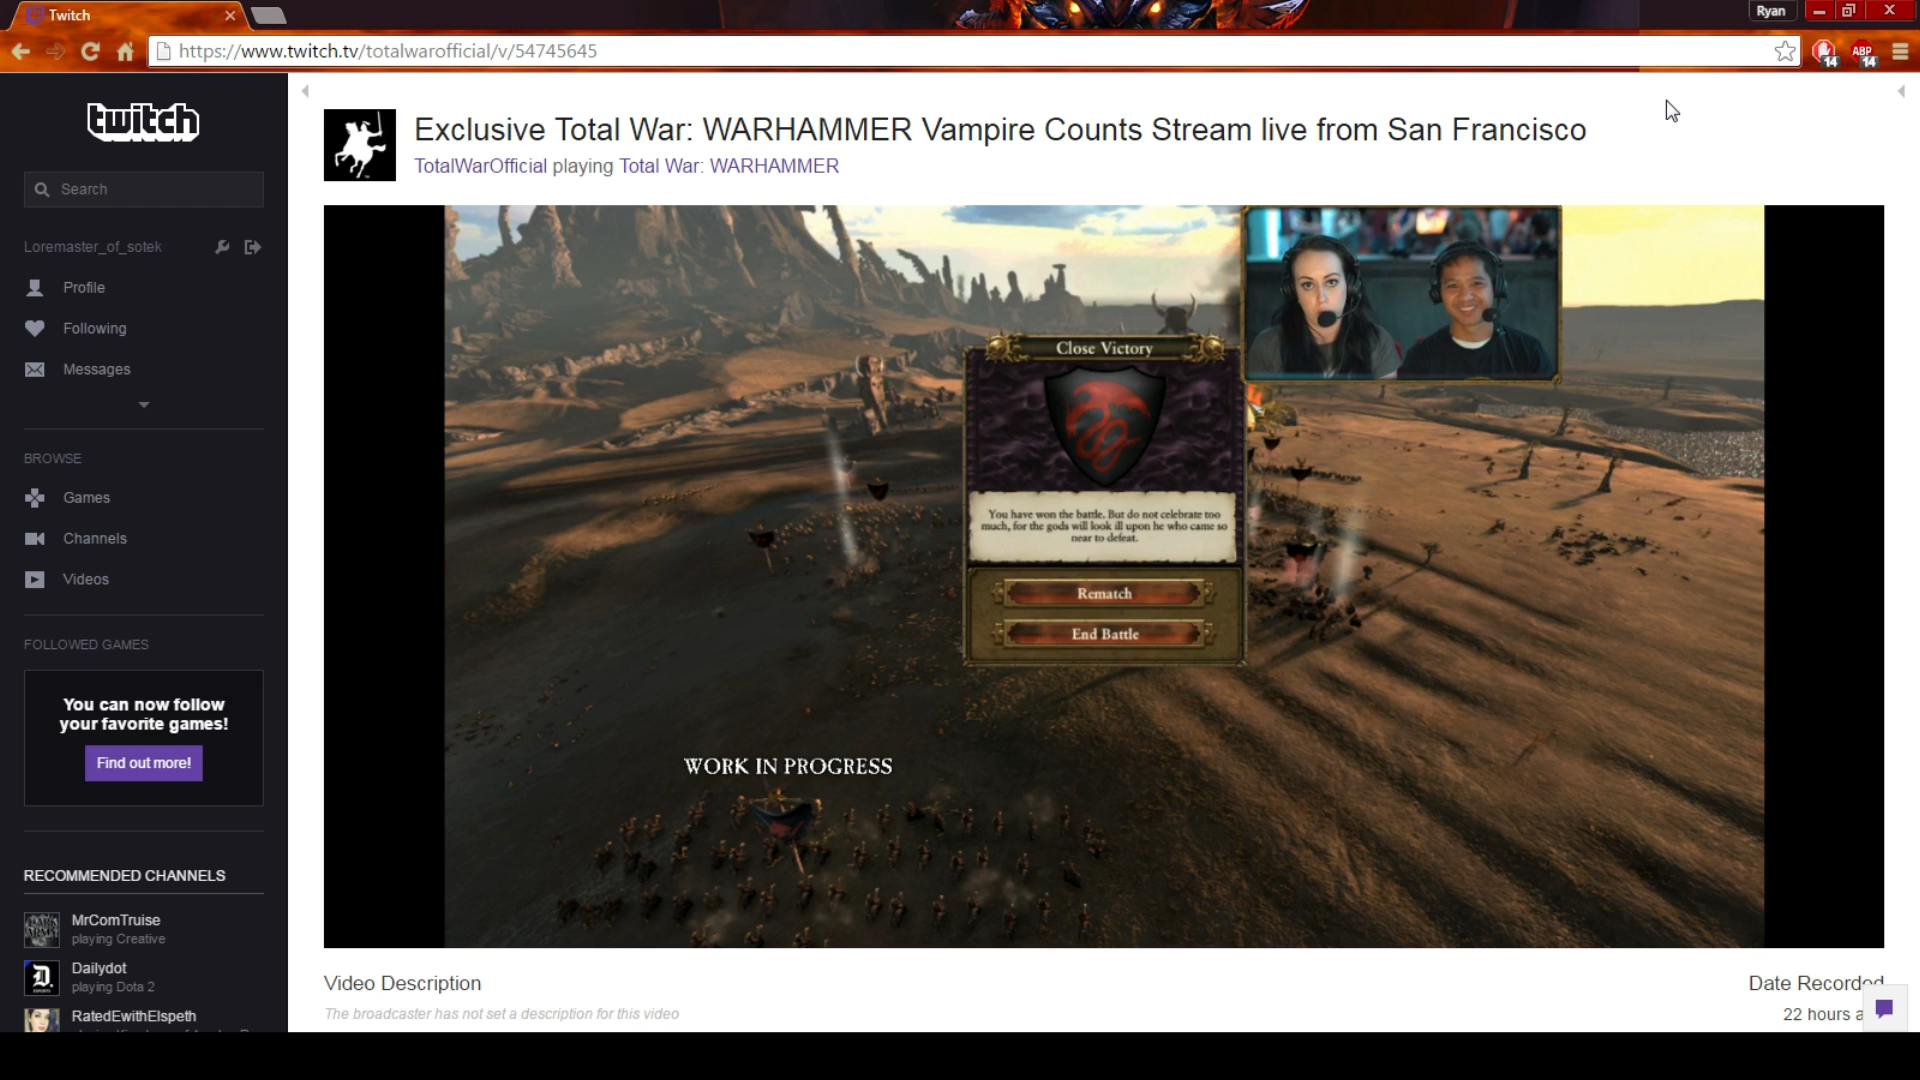 Twitch
Ryan
https://www.twitch.tv/totalwarofficial/v/54745645
14
ABP
14
twitch
Search
Loremaster_of_sotek
Profile
Following
Messages
BROWSE
Games
Channels
Videos
FOLLOWED GAMES
You can now follow
your favorite games!
Find out more!
RECOMMENDED CHANNELS
MrComTruise
playing Creative
Dailydot
playing Dota 2
RatedEwithElspeth
Exclusive Total War: WARHAMMER Vampire Counts Stream live from San Francisco
TotalWarOfficial playing Total War: WARHAMMER
Close Victory
You have won the battle. But do not celebrate too
much, for the gods will look ill upon he who came so
near to defeat.
Rematch
End Battle
WORK IN PROGRESS
Video Description
The broadcaster has not set a description for this video
Date Recorded
22 hours a